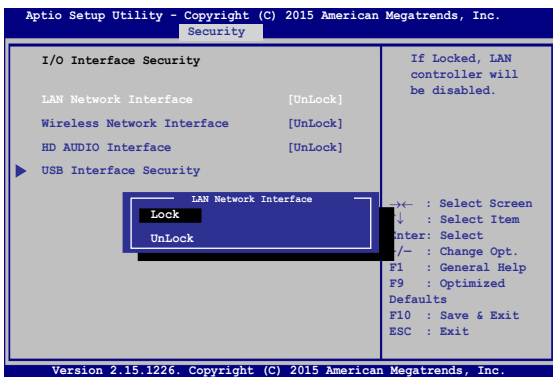 Aptio Setup Utility - Copyright (C) 2015 American Megatrends, Inc.
Security
I/O Interface Security
LAN Network Interface [UnLock]
Wireless Network Interface [UnLock]
HD AUDIO Interface [UnLock]
USB Interface Security
If Locked, LAN
controller will
be disabled.
LAN Network Interface
Lock
UnLock
→← : Select Screen
↑↓ : Select Item
Enter: Select
+/— : Change Opt.
F1 : General Help
F9 : Optimized
Defaults
F10 : Save & Exit
ESC : Exit
Version 2.15.1226. Copyright (C) 2015 American Megatrends, Inc.